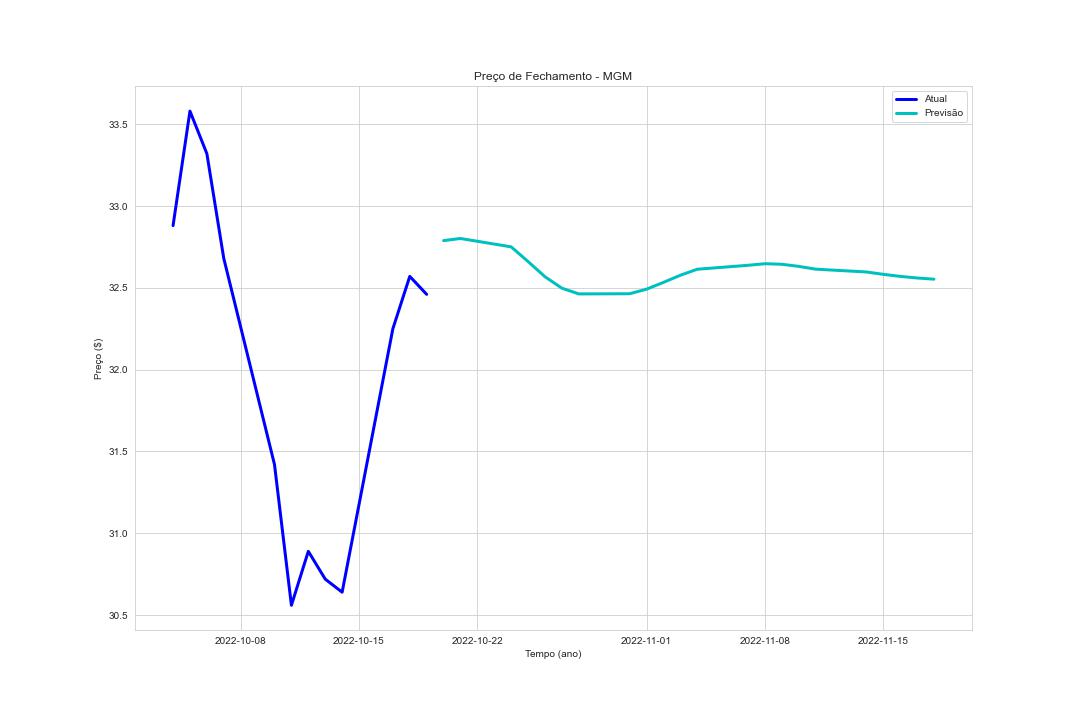 Preço de Fechamento - MGM
Atual
Previsão
33.5
33.0
32.5
32.0
31.5
31.0
30.5
Preço ($)
2022-10-08
2022-10-15
2022-10-22
2022-11-01
2022-11-08
2022-11-15
Tempo (ano)